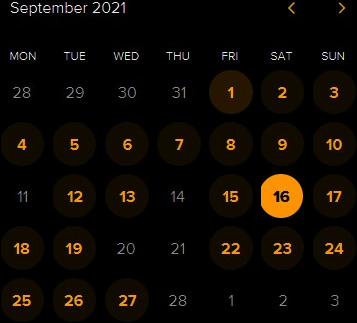 September 2021
MON TUE WED THU FRI SAT SUN
28 29 30 31 1 2 3
4 5 6 7 8 9 10
11 12 13 14 15 16 17
18 19 20 21 22 23 24
25 26 27 28 1 2 3